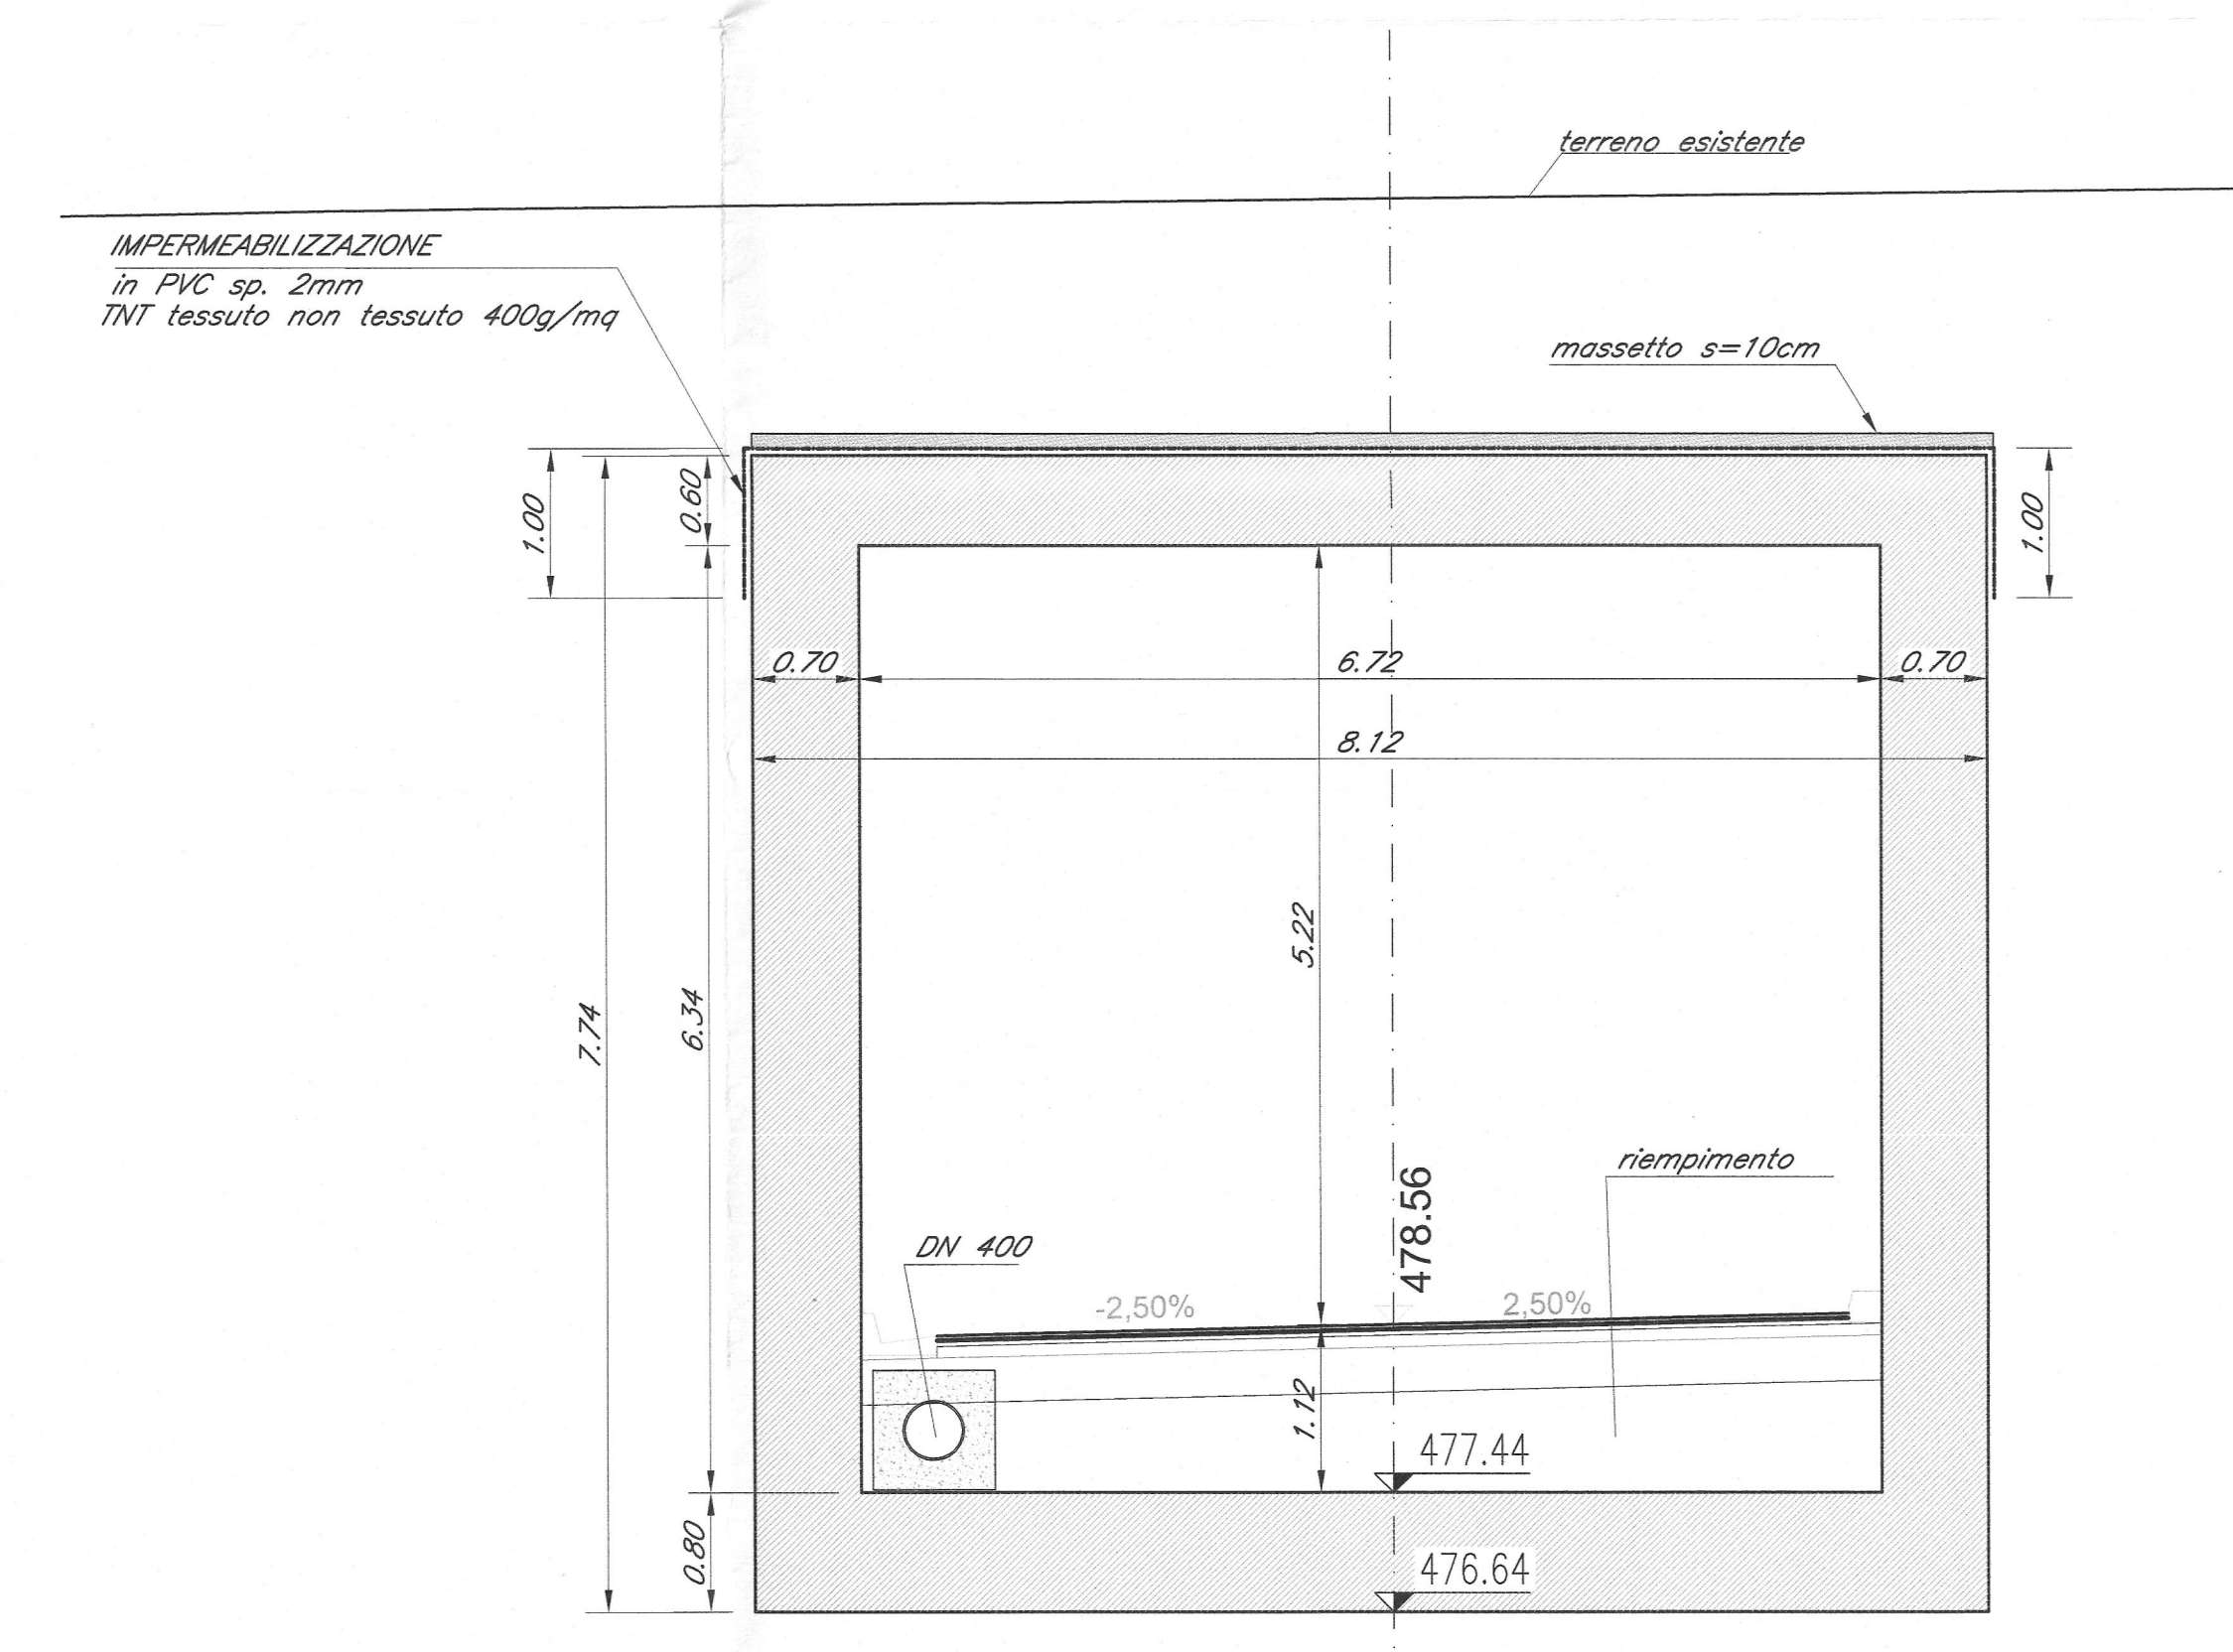 terreno esistente
IMPERMEABILIZZAZIONE
in PVC sp. 2mm
TNT tessuto non tessuto 400g/mq
massetto s=10cm
1.00
0.60
1.00
0.70
6.72
0.70
8.12
5.22
7.74
6.34
riempimento
478.56
DN 400
-2,50%
2,50%
1.12
477.44
0.80
476.64